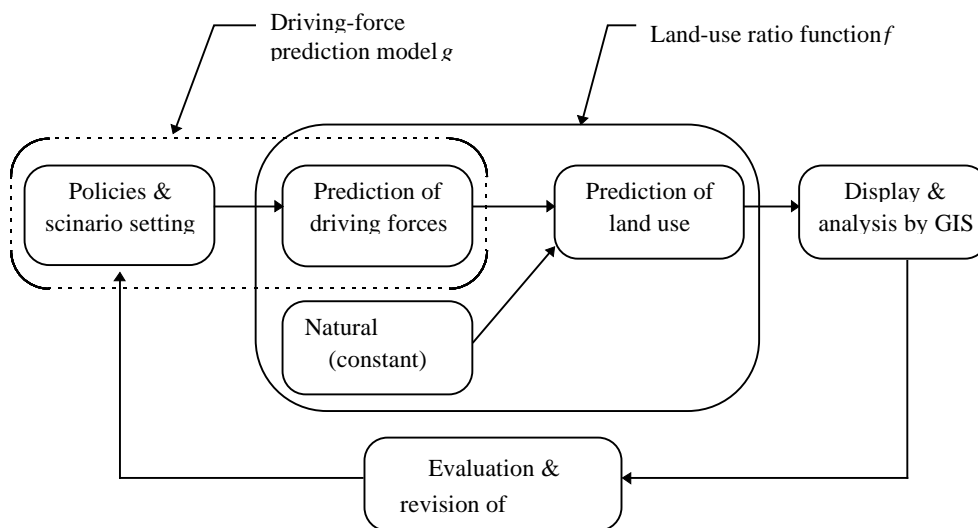 Driving-force
prediction model g
Land-use ratio function f
Policies &
scinario setting
Prediction of
driving forces
Prediction of
land use
Display &
analysis by GIS
Natural
(constant)
Evaluation &
revision of